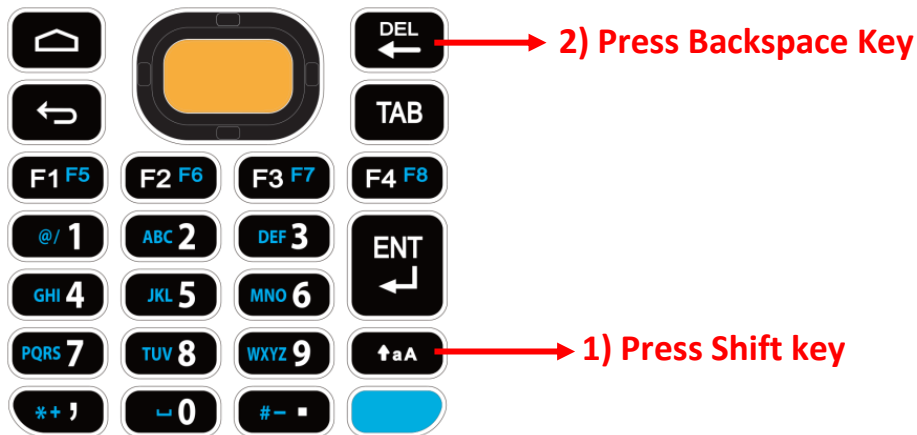 DEL
2) Press Backspace Key
TAB
F1 F5 F2 F6 F3 F7 F4 F8
@/ 1 ABC 2 DEF 3
ENT
GHI 4 JKL 5 MNO 6
PQRS 7 TUV 8 WXYZ 9 aA
1) Press Shift key
*+ , ⎵ 0 #- .